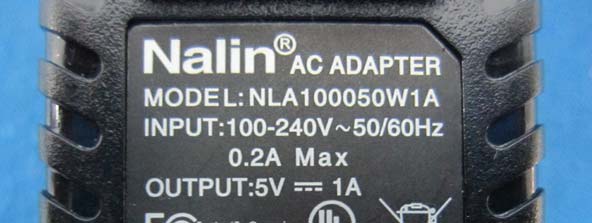 Nalin® AC ADAPTER
MODEL:NLA100050W1A
INPUT:100-240V~50/60Hz
0.2A Max
OUTPUT:5V ⎓ 1A